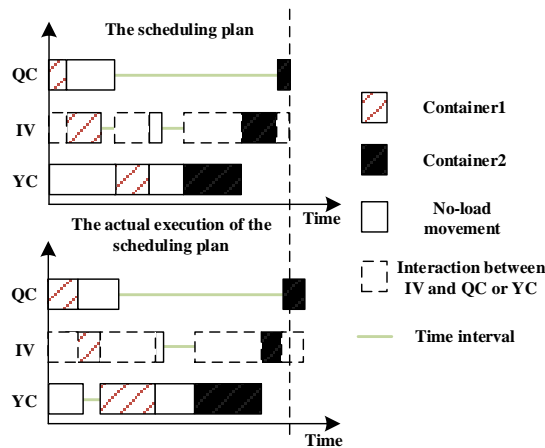 The scheduling plan
QC
IV
YC
Time
The actual execution of the
scheduling plan
QC
IV
YC
Time
Container1
Container2
No-load
movement
Interaction between
IV and QC or YC
Time interval